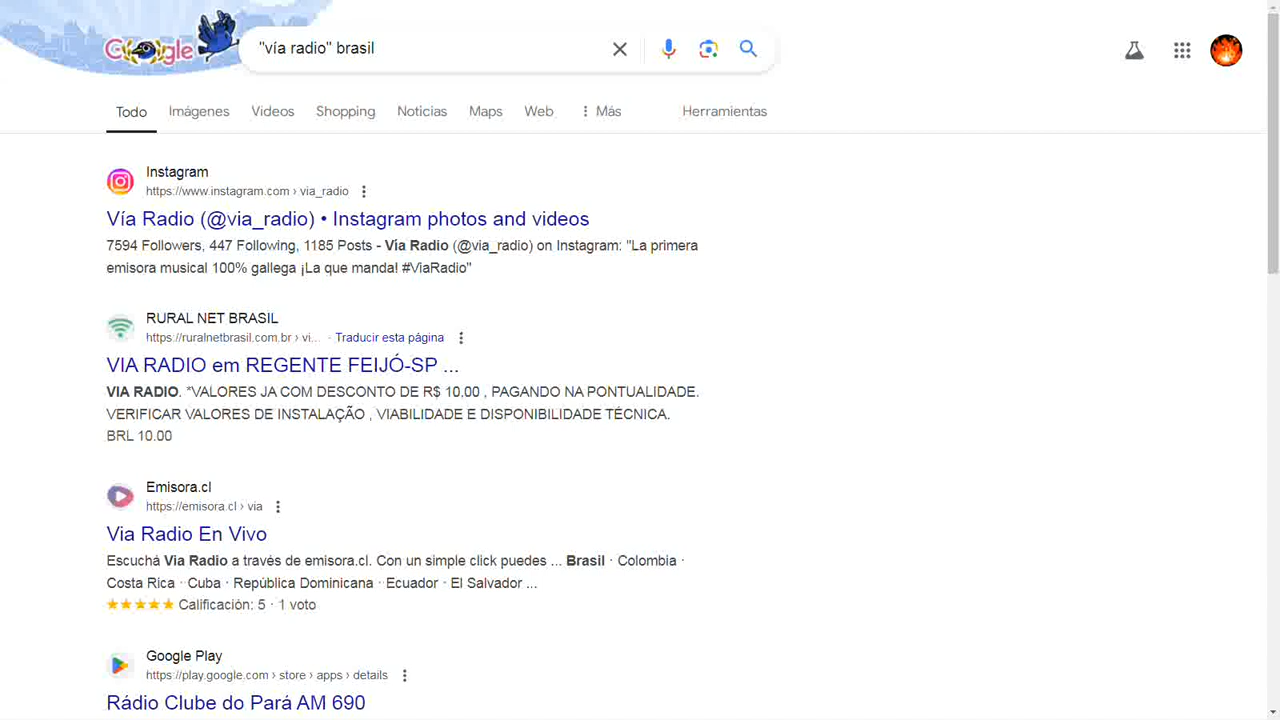 Google
"vía radio" brasil
Todo Imágenes Videos Shopping Noticias Maps Web Más Herramientas
Instagram
https://www.instagram.com › via_radio
Vía Radio (@via_radio) • Instagram photos and videos
7594 Followers, 447 Following, 1185 Posts - Vía Radio (@via_radio) on Instagram: "La primera
emisora musical 100% gallega ¡La que manda! #ViaRadio"
RURAL NET BRASIL
https://ruralnetbrasil.com.br › vi... · Traducir esta página
VIA RADIO em REGENTE FEIJÓ-SP ...
VIA RADIO. *VALORES JA COM DESCONTO DE R$ 10,00 , PAGANDO NA PONTUALIDADE.
VERIFICAR VALORES DE INSTALAÇÃO , VIABILIDADE E DISPONIBILIDADE TÉCNICA.
BRL 10.00
Emisora.cl
https://emisora.cl › via
Via Radio En Vivo
Escuchá Via Radio a través de emisora.cl. Con un simple click puedes ... Brasil · Colombia ·
Costa Rica · Cuba · República Dominicana · Ecuador · El Salvador ...
Calificación: 5 · 1 voto
Google Play
https://play.google.com › store › apps › details
Rádio Clube do Pará AM 690